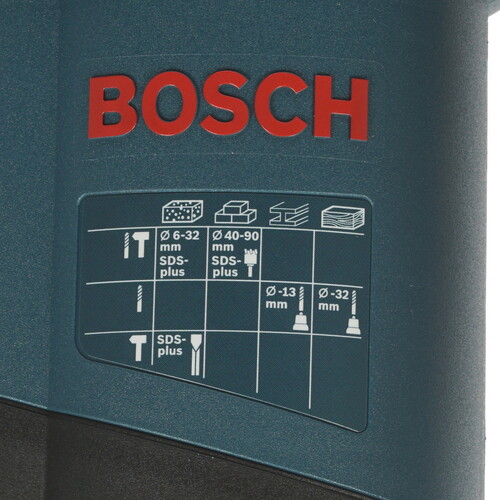 BOSCH
Ø 6-32 mm SDS-plus
Ø 40-90 mm SDS-plus
Ø -13 mm
Ø -32 mm
SDS-plus